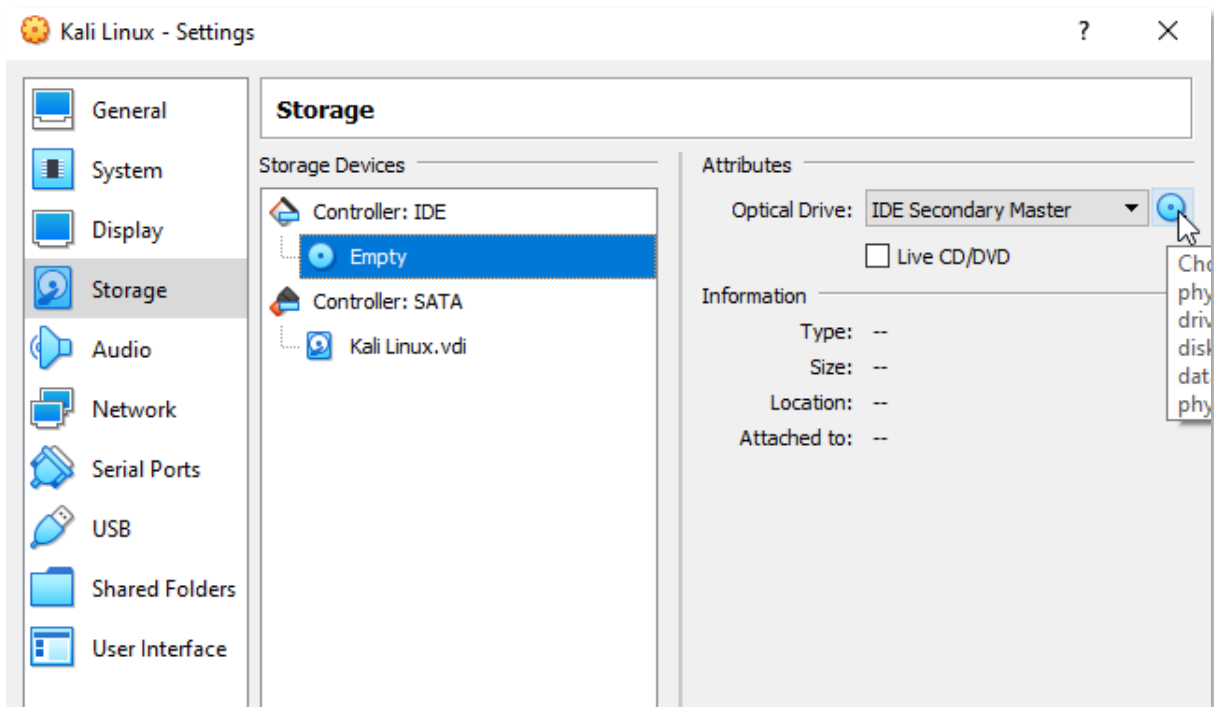 Kali Linux - Settings
?
General
System
Display
Storage
Audio
Network
Serial Ports
USB
Shared Folders
User Interface
Storage
Storage Devices
Controller: IDE
Empty
Controller: SATA
Kali Linux.vdi
Attributes
Optical Drive: IDE Secondary Master
Live CD/DVD
Information
Type: --
Size: --
Location: --
Attached to: --